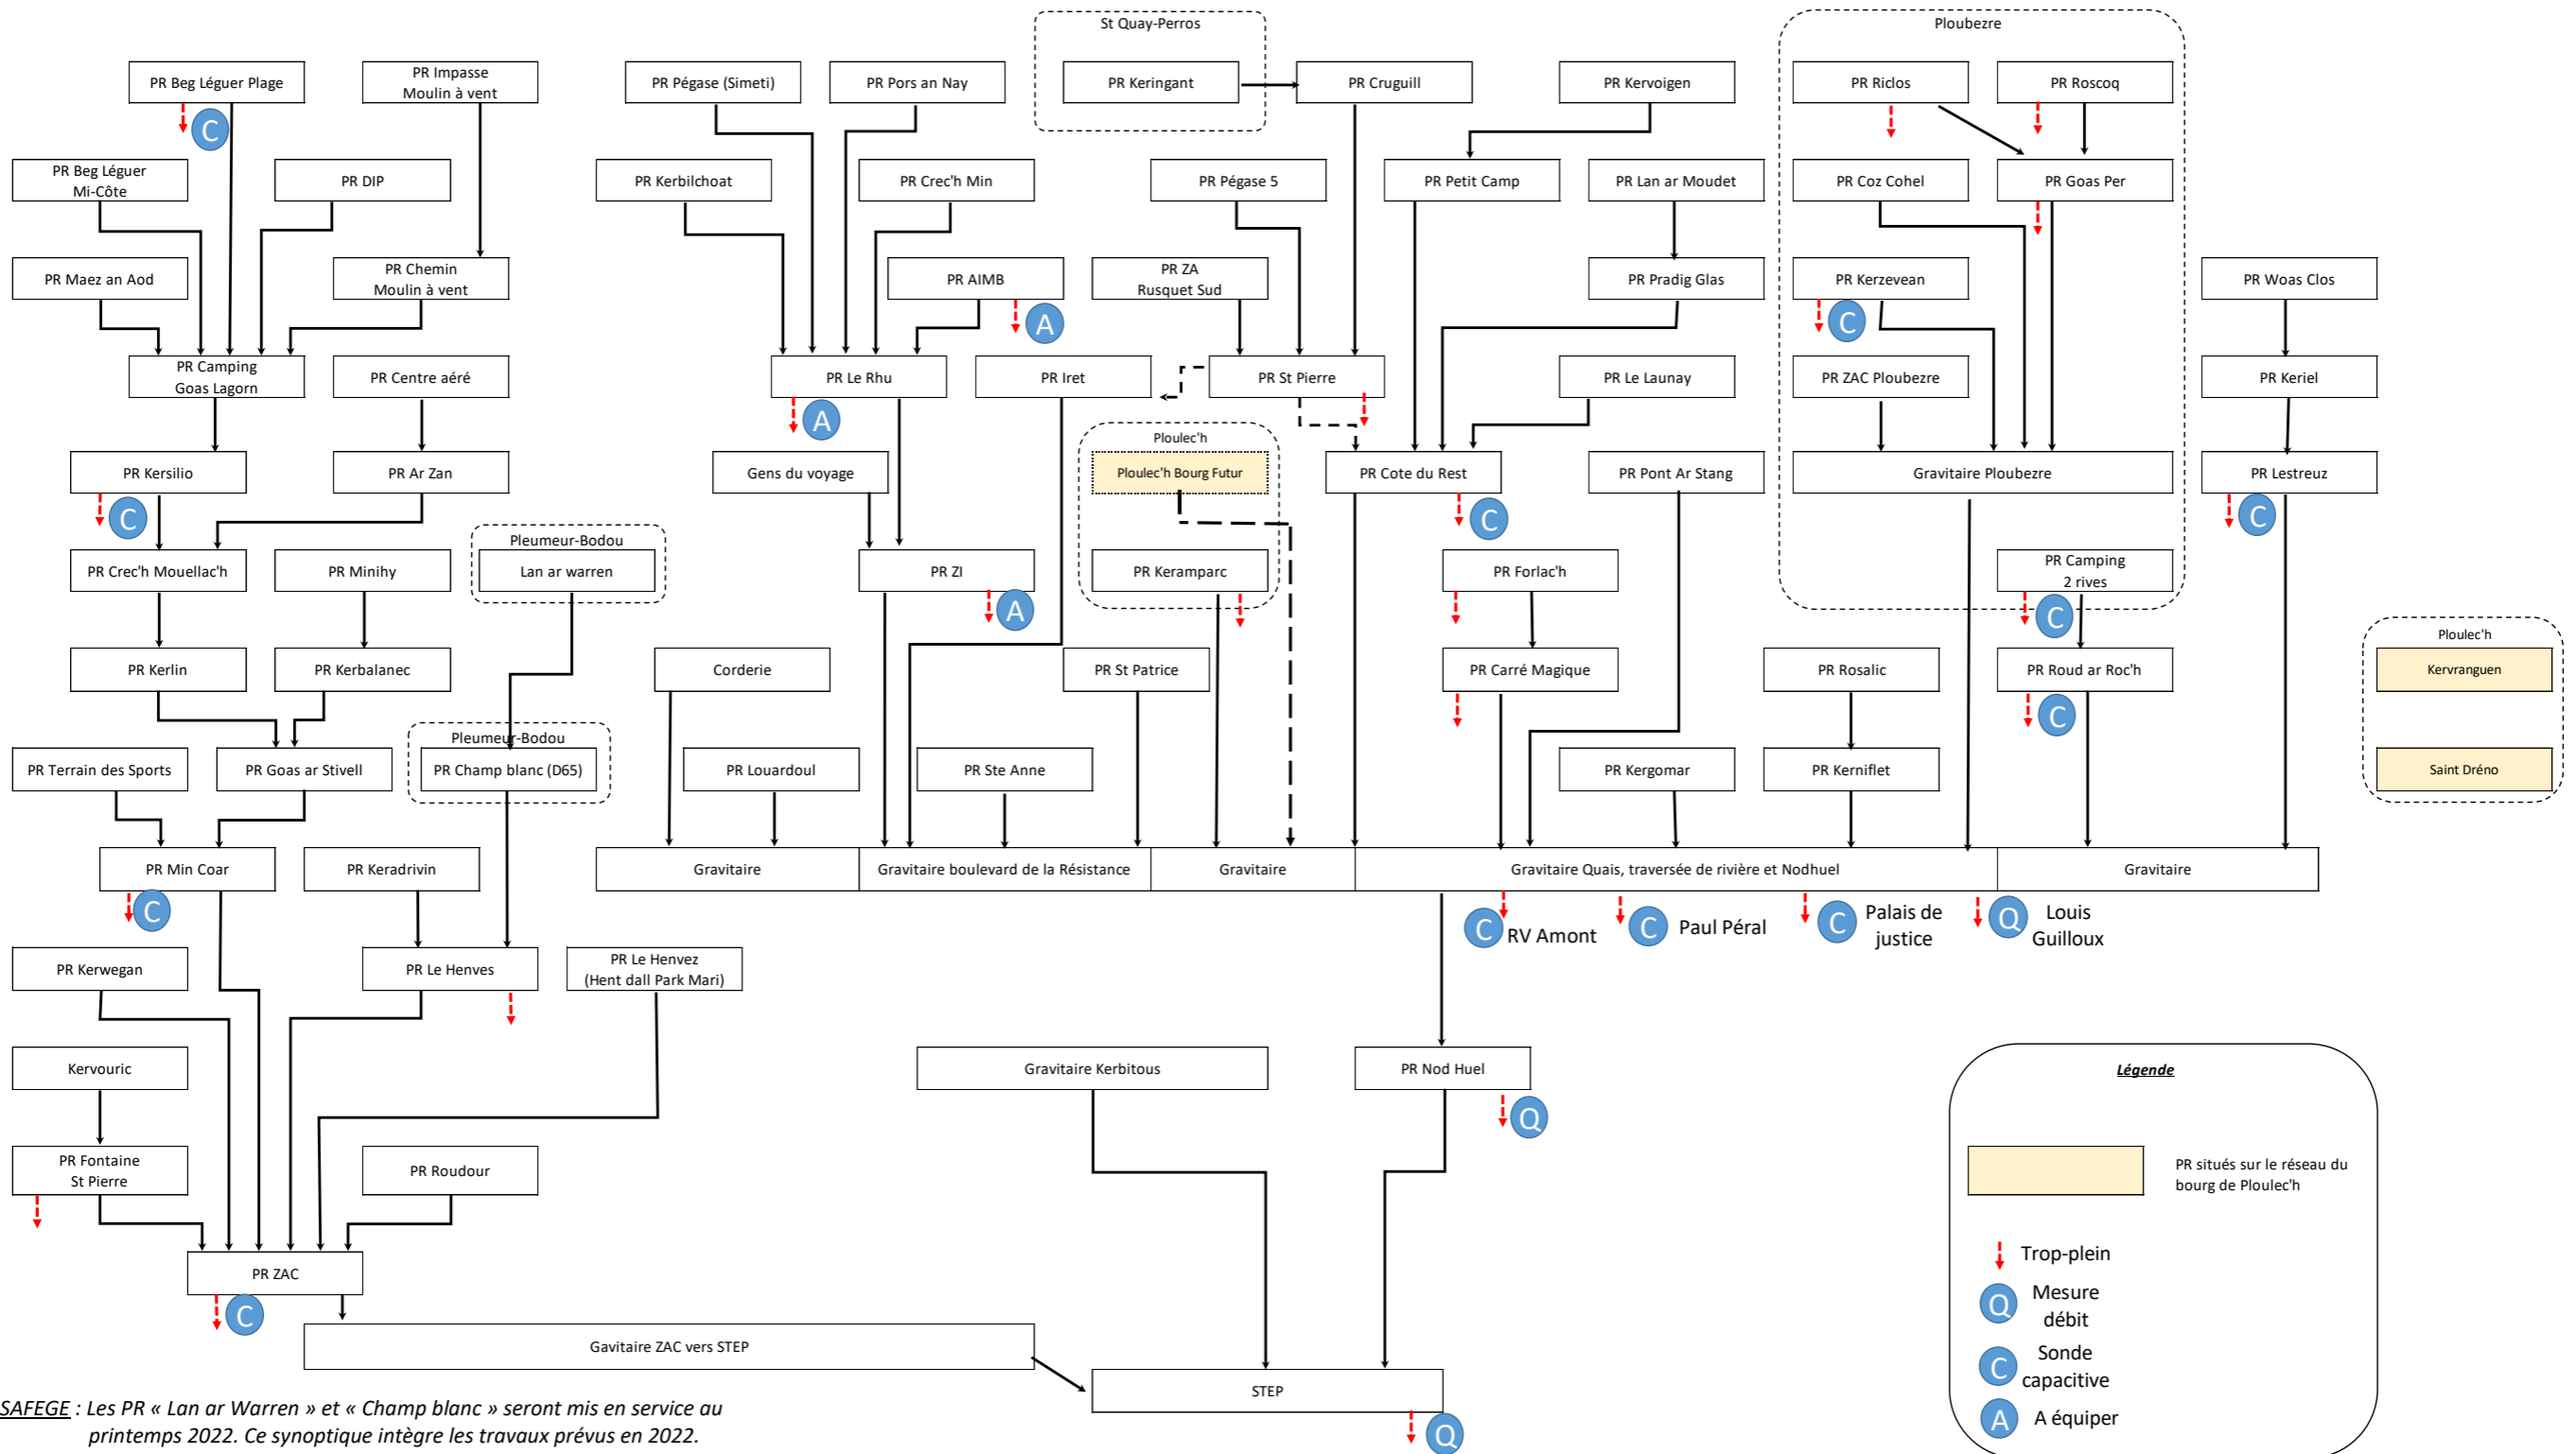 St Quay-Perros
Ploubezre
PR Beg Léguer Plage
PR Impasse
Moulin à vent
PR Pégase (Simeti)
PR Pors an Nay
PR Keringant
PR Cruguill
PR Kervoigen
PR Riclos
PR Roscoq
C
PR Beg Léguer
Mi-Côte
PR DIP
PR Kerbilchoat
PR Crec'h Min
PR Pégase 5
PR Petit Camp
PR Lan ar Moudet
PR Coz Cohel
PR Goas Per
PR Maez an Aod
PR Chemin
Moulin à vent
PR AIMB
PR ZA
Rusquet Sud
PR Pradig Glas
PR Kerzevean
PR Woas Clos
A
C
PR Camping
Goas Lagorn
PR Centre aéré
PR Le Rhu
PR Iret
PR St Pierre
PR Le Launay
PR ZAC Ploubezre
PR Keriel
A
Ploulec'h
PR Kersilio
PR Ar Zan
Gens du voyage
Ploulec'h Bourg Futur
PR Cote du Rest
PR Pont Ar Stang
Gravitaire Ploubezre
PR Lestreuz
C
C
C
Pleumeur-Bodou
PR Crec'h Mouellac'h
PR Minihy
Lan ar warren
PR ZI
PR Keramparc
PR Forlac'h
PR Camping
2 rives
A
C
Ploulec'h
PR Kerlin
PR Kerbalanec
Corderie
PR St Patrice
PR Carré Magique
PR Rosalic
PR Roud ar Roc'h
Kervranguen
C
Pleumeur-Bodou
PR Terrain des Sports
PR Goas ar Stivell
PR Champ blanc (D65)
PR Louardoul
PR Ste Anne
PR Kergomar
PR Kerniflet
Saint Dréno
PR Min Coar
PR Keradrivin
Gravitaire
Gravitaire boulevard de la Résistance
Gravitaire
Gravitaire Quais, traversée de rivière et Nodhuel
Gravitaire
C
C
RV Amont
C
Paul Péral
C
Palais de
justice
Q
Louis
Guilloux
PR Kerwegan
PR Le Henves
PR Le Henvez
(Hent dall Park Mari)
Kervouric
Gravitaire Kerbitous
PR Nod Huel
Q
PR Fontaine
St Pierre
PR Roudour
PR ZAC
C
Gavitaire ZAC vers STEP
STEP
Q
Légende
PR situés sur le réseau du
bourg de Ploulec'h
Trop-plein
Q
Mesure
débit
C
Sonde
capacitive
A
A équiper
SAFEGE : Les PR « Lan ar Warren » et « Champ blanc » seront mis en service au
printemps 2022. Ce synoptique intègre les travaux prévus en 2022.